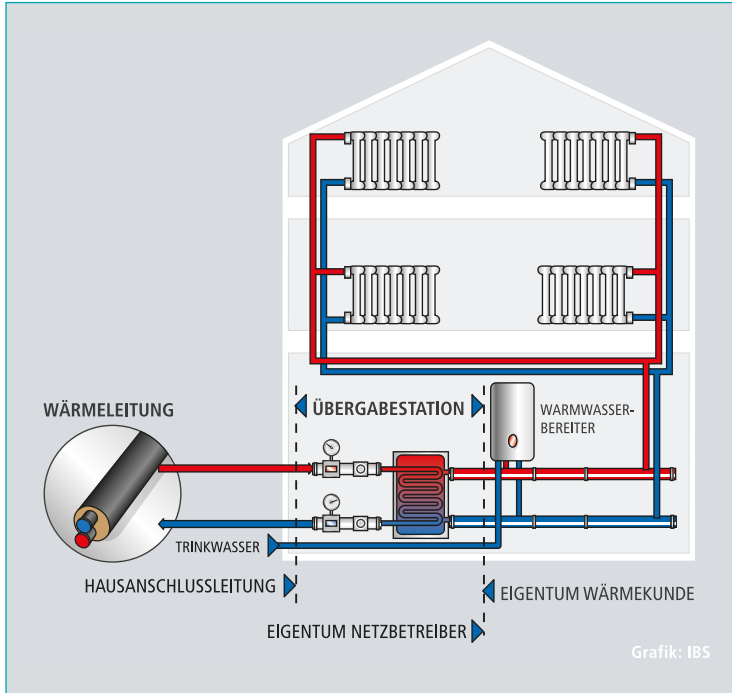 WÄRMELEITUNG
ÜBERGABESTATION
WARMWASSER-
BEREITER
TRINKWASSER
HAUSANSCHLUSSLEITUNG
EIGENTUM WÄRMEKUNDE
EIGENTUM NETZBETREIBER
Grafik: IBS